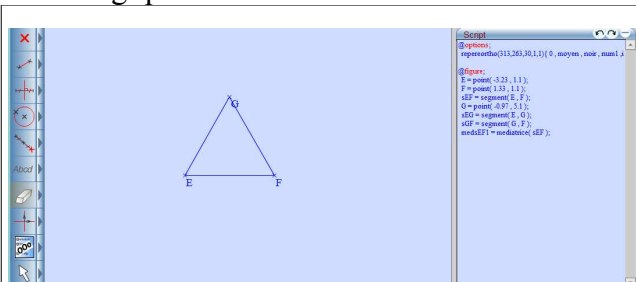 Script
@options;
repereortho(313,263,30,1,1){ 0 , moyen , noir , num1 ,i
@figure;
E = point( -3.23 , 1.1 );
F = point( 1.33 , 1.1 );
sEF = segment( E , F );
G = point( -0.97 , 5.1 );
sEG = segment( E , G );
sGF = segment( G , F );
medsEF1 = mediatrice( sEF );
G
E F
Abcd
.000